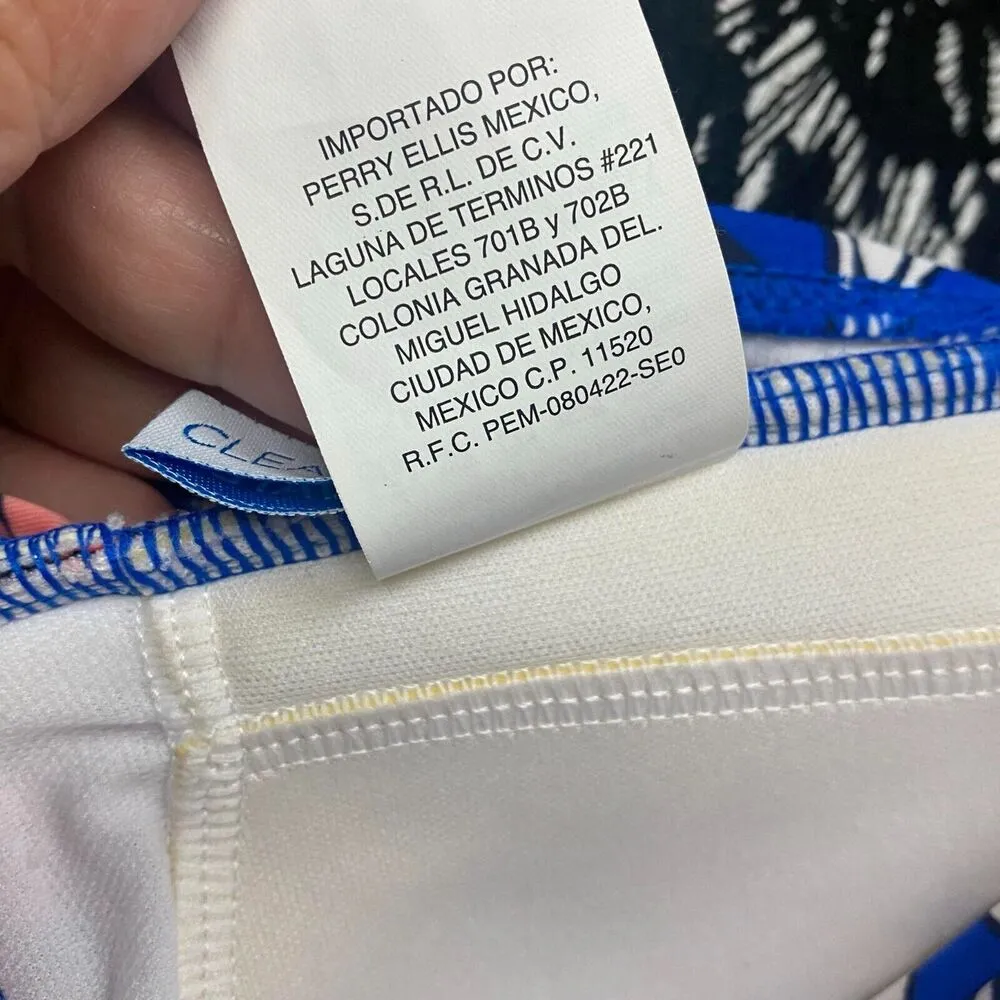 IMPORTADO POR:
PERRY ELLIS MEXICO,
S.DE R.L. DE C.V.
LAGUNA DE TERMINOS #221
LOCALES 701B y 702B
COLONIA GRANADA DEL.
MIGUEL HIDALGO
CIUDAD DE MEXICO,
MEXICO C.P. 11520
R.F.C. PEM-080422-SE0